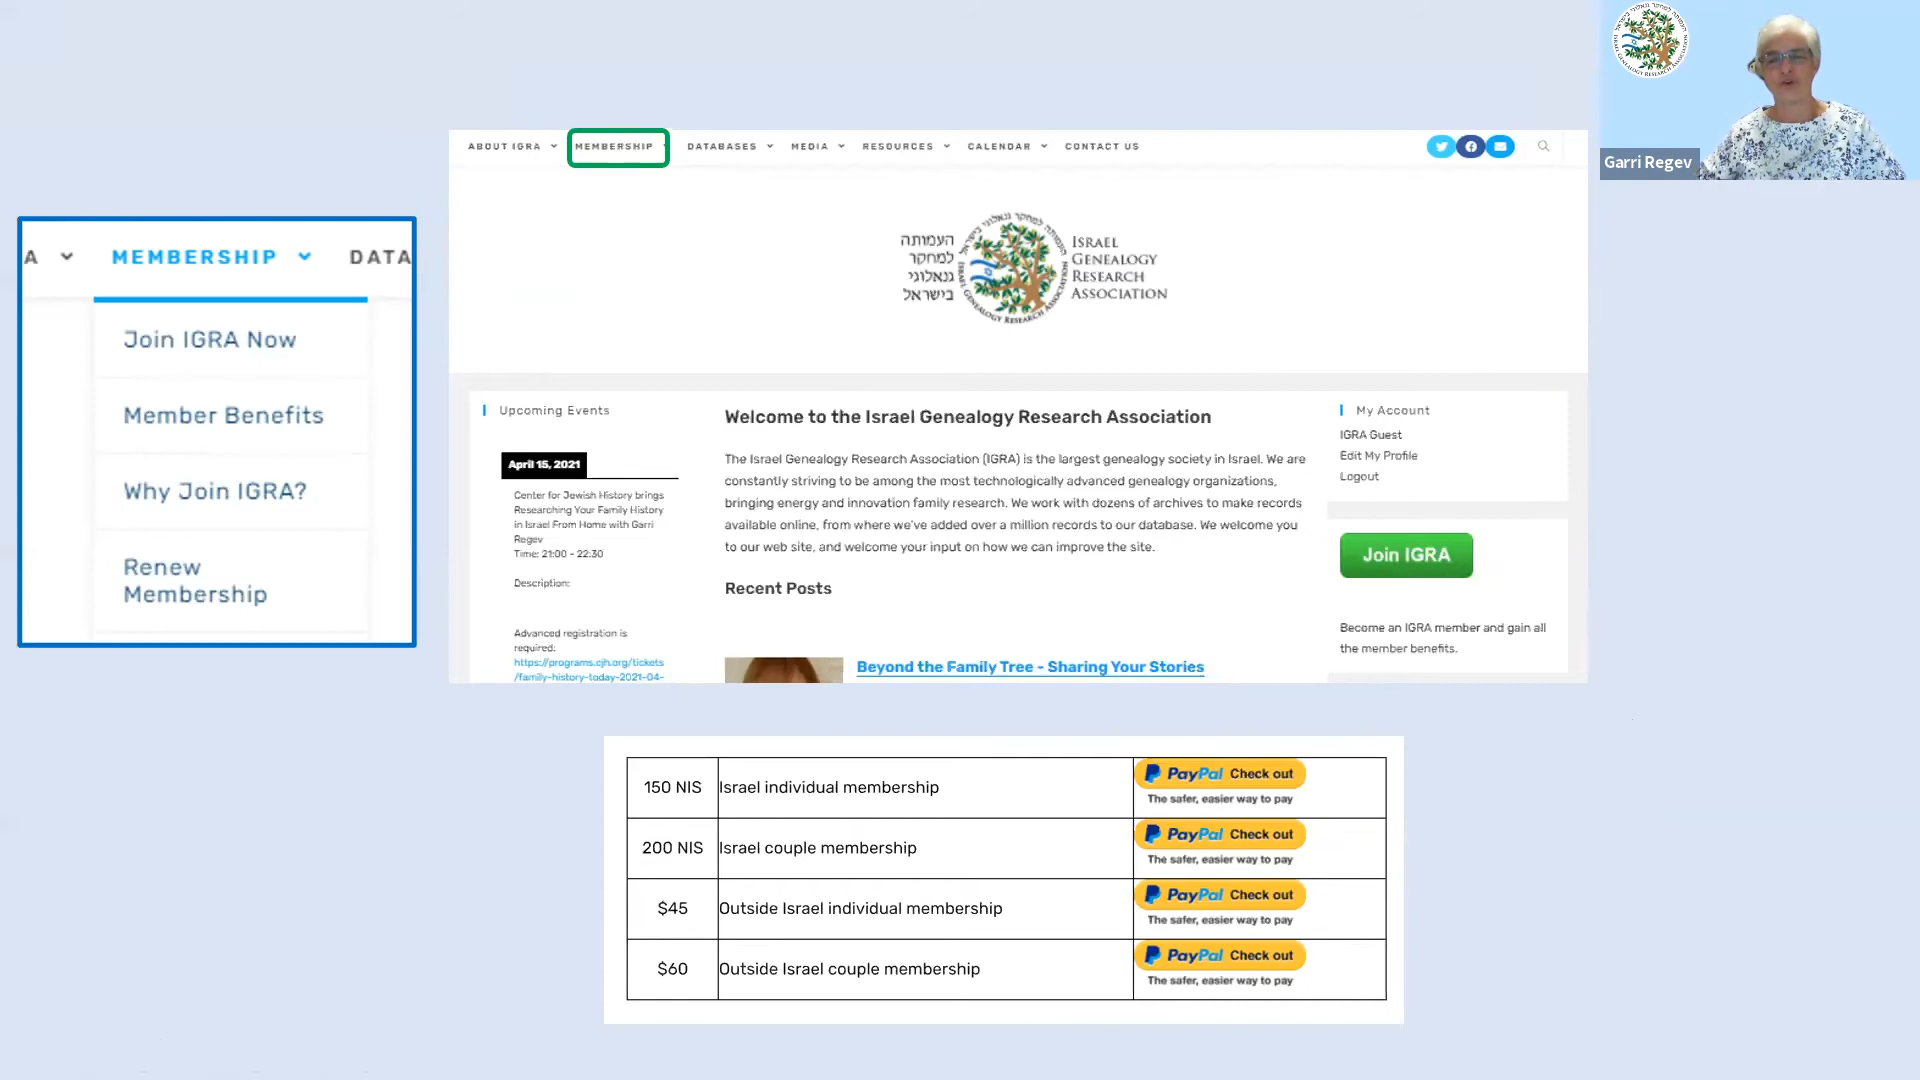 Garri Regev
ABOUT IGRA
MEMBERSHIP
DATABASES
MEDIA
RESOURCES
CALENDAR
CONTACT US
A
MEMBERSHIP
DATA
Join IGRA Now
Member Benefits
Why Join IGRA?
Renew
Membership
העמותה
למחקר
גנאלוגי
בישראל
העמותה למחקר גנאלוגי בישראל
ISRAEL GENEALOGY RESEARCH ASSOCIATION
ISRAEL
GENEALOGY
RESEARCH
ASSOCIATION
Upcoming Events
April 15, 2021
Center for Jewish History brings
Researching Your Family History
in Israel From Home with Garri
Regev
Time: 21:00 - 22:30
Description:
Advanced registration is
required:
https://programs.cjh.org/tickets
/family-history-today-2021-04-
Welcome to the Israel Genealogy Research Association
The Israel Genealogy Research Association (IGRA) is the largest genealogy society in Israel. We are
constantly striving to be among the most technologically advanced genealogy organizations,
bringing energy and innovation family research. We work with dozens of archives to make records
available online, from where we've added over a million records to our database. We welcome you
to our web site, and welcome your input on how we can improve the site.
Recent Posts
Beyond the Family Tree - Sharing Your Stories
My Account
IGRA Guest
Edit My Profile
Logout
Join IGRA
Become an IGRA member and gain all
the member benefits.
150 NIS Israel individual membership PayPal Check out
The safer, easier way to pay
200 NIS Israel couple membership PayPal Check out
The safer, easier way to pay
$45 Outside Israel individual membership PayPal Check out
The safer, easier way to pay
$60 Outside Israel couple membership PayPal Check out
The safer, easier way to pay